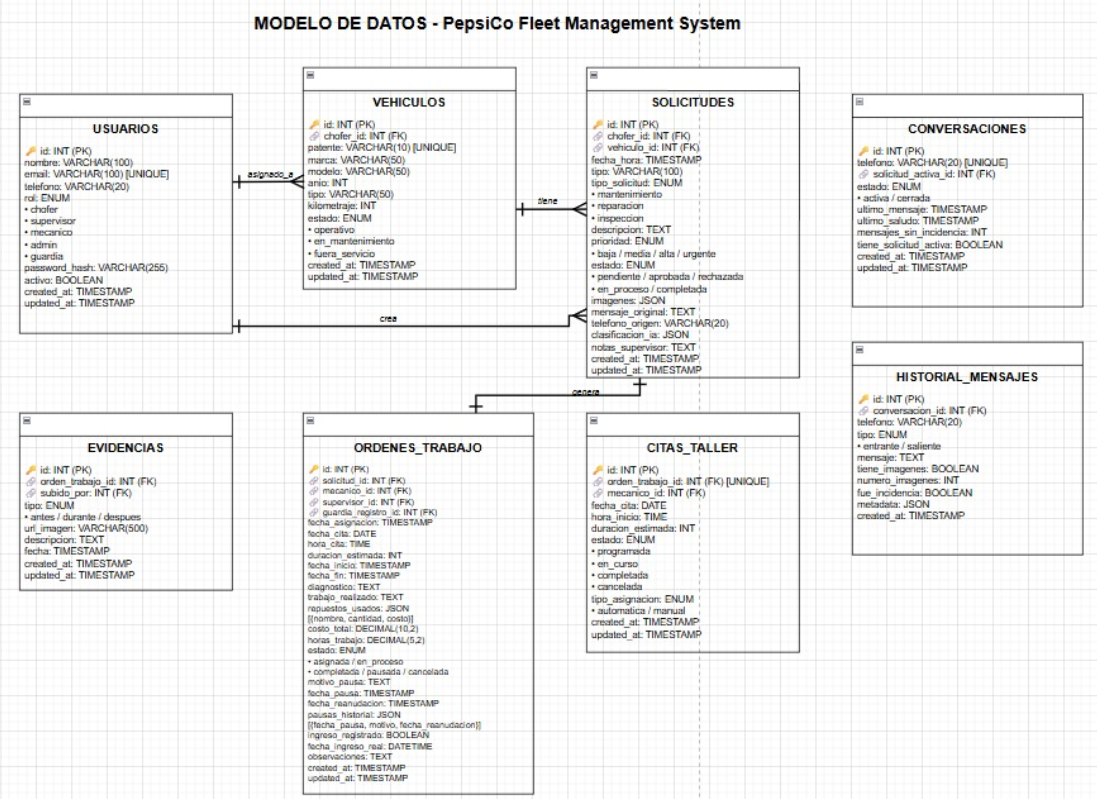 MODELO DE DATOS - PepsiCo Fleet Management System
USUARIOS
id: INT (PK)
nombre: VARCHAR(100)
email: VARCHAR(100) [UNIQUE]
telefono: VARCHAR(20)
rol: ENUM
• chofer
• supervisor
• mecanico
• admin
• guardia
password_hash: VARCHAR(255)
activo: BOOLEAN
created_at: TIMESTAMP
updated_at: TIMESTAMP
asignado_a
VEHICULOS
id: INT (PK)
chofer_id: INT (FK)
patente: VARCHAR(10) [UNIQUE]
marca: VARCHAR(50)
modelo: VARCHAR(50)
anio: INT
tipo: VARCHAR(50)
kilometraje: INT
estado: ENUM
• operativo
• en_mantenimiento
• fuera_servicio
created_at: TIMESTAMP
updated_at: TIMESTAMP
tiene
crea
SOLICITUDES
id: INT (PK)
chofer_id: INT (FK)
vehiculo_id: INT (FK)
fecha_hora: TIMESTAMP
tipo: VARCHAR(100)
tipo_solicitud: ENUM
• mantenimiento
• reparacion
• inspeccion
descripcion: TEXT
prioridad: ENUM
• baja / media / alta / urgente
estado: ENUM
• pendiente / aprobada / rechazada
• en_proceso / completada
imagenes: JSON
mensaje_original: TEXT
telefono_origen: VARCHAR(20)
clasificacion_ia: JSON
notas_supervisor: TEXT
created_at: TIMESTAMP
updated_at: TIMESTAMP
genera
CONVERSACIONES
id: INT (PK)
telefono: VARCHAR(20) [UNIQUE]
solicitud_activa_id: INT (FK)
estado: ENUM
• activa / cerrada
ultimo_mensaje: TIMESTAMP
ultimo_saludo: TIMESTAMP
mensajes_sin_incidencia: INT
tiene_solicitud_activa: BOOLEAN
created_at: TIMESTAMP
updated_at: TIMESTAMP
HISTORIAL_MENSAJES
id: INT (PK)
conversacion_id: INT (FK)
telefono: VARCHAR(20)
tipo: ENUM
• entrante / saliente
mensaje: TEXT
tiene_imagenes: BOOLEAN
numero_imagenes: INT
fue_incidencia: BOOLEAN
metadata: JSON
created_at: TIMESTAMP
EVIDENCIAS
id: INT (PK)
orden_trabajo_id: INT (FK)
subido_por: INT (FK)
tipo: ENUM
• antes / durante / despues
url_imagen: VARCHAR(500)
descripcion: TEXT
fecha: TIMESTAMP
created_at: TIMESTAMP
updated_at: TIMESTAMP
ORDENES_TRABAJO
id: INT (PK)
solicitud_id: INT (FK)
mecanico_id: INT (FK)
supervisor_id: INT (FK)
guardia_registro_id: INT (FK)
fecha_asignacion: TIMESTAMP
fecha_cita: DATE
hora_cita: TIME
duracion_estimada: INT
fecha_inicio: TIMESTAMP
fecha_fin: TIMESTAMP
diagnostico: TEXT
trabajo_realizado: TEXT
repuestos_usados: JSON
[{nombre, cantidad, costo}]
costo_total: DECIMAL(10,2)
horas_trabajo: DECIMAL(5,2)
estado: ENUM
• asignada / en_proceso
• completada / pausada / cancelada
motivo_pausa: TEXT
fecha_pausa: TIMESTAMP
fecha_reanudacion: TIMESTAMP
pausas_historial: JSON
[{fecha_pausa, motivo, fecha_reanudacion}]
ingreso_registrado: BOOLEAN
fecha_ingreso_real: DATETIME
observaciones: TEXT
created_at: TIMESTAMP
updated_at: TIMESTAMP
CITAS_TALLER
id: INT (PK)
orden_trabajo_id: INT (FK) [UNIQUE]
mecanico_id: INT (FK)
fecha_cita: DATE
hora_inicio: TIME
duracion_estimada: INT
estado: ENUM
• programada
• en_curso
• completada
• cancelada
tipo_asignacion: ENUM
• automatica / manual
created_at: TIMESTAMP
updated_at: TIMESTAMP